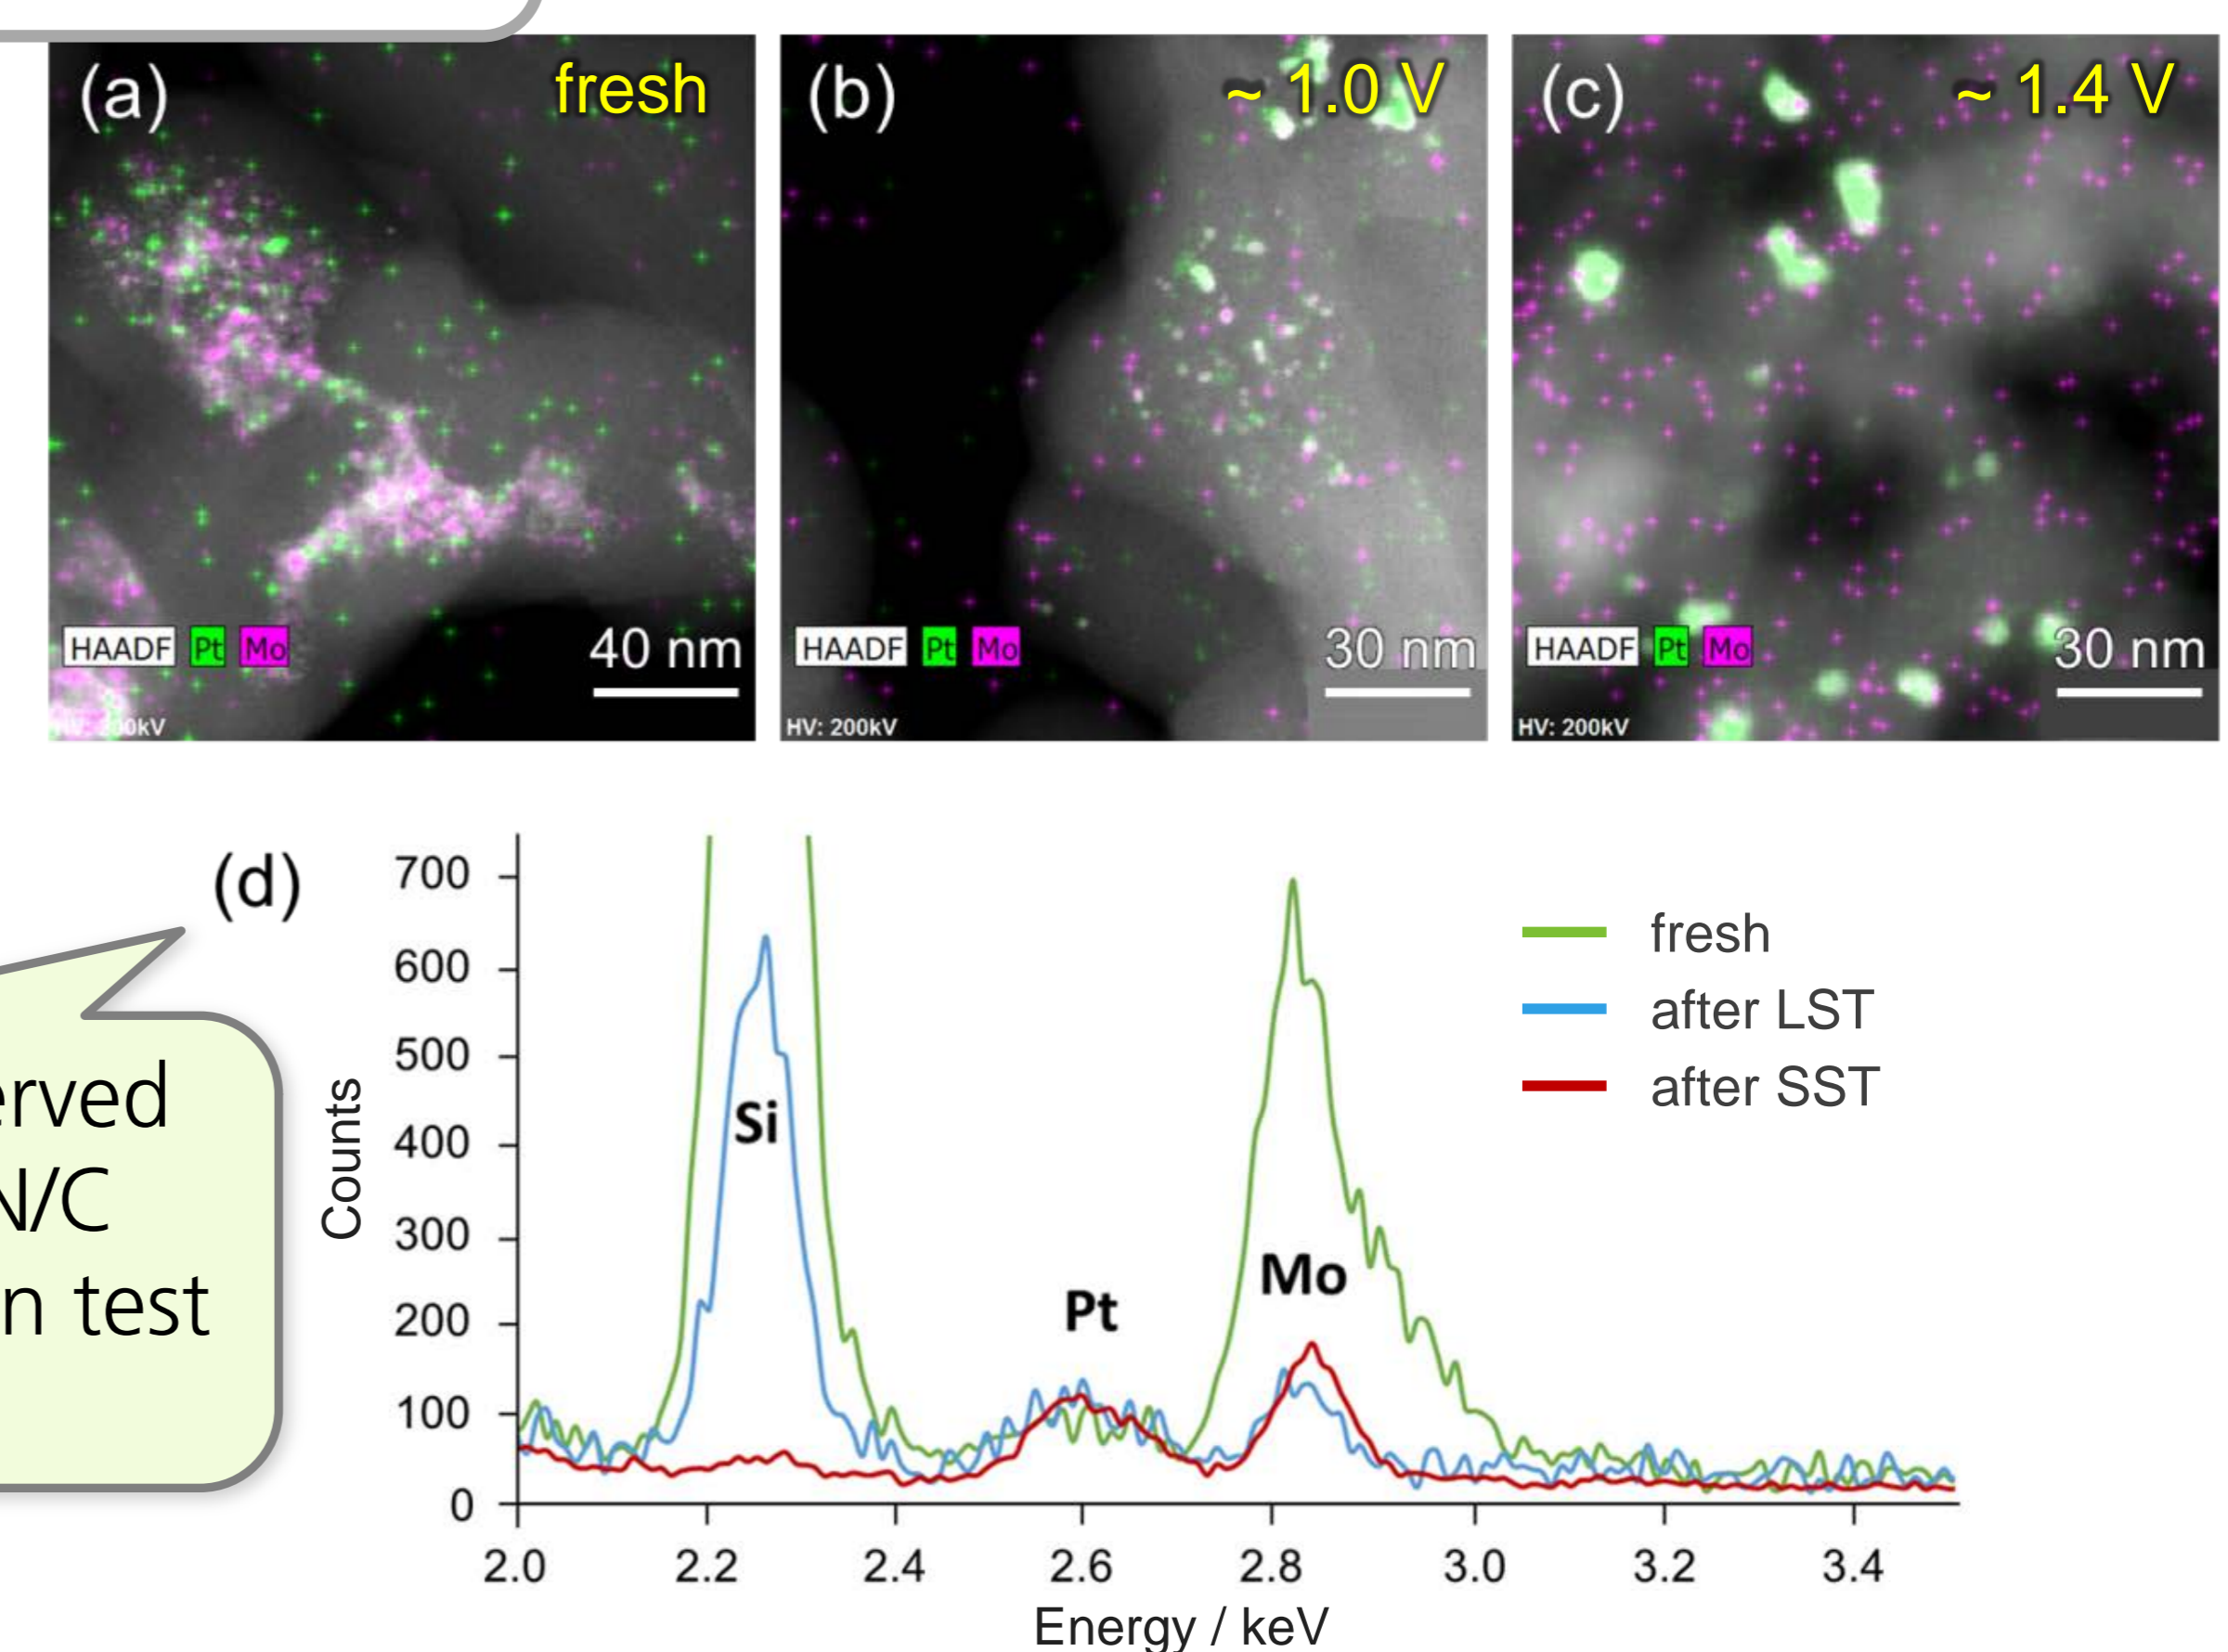 (a) fresh
HAADF Pt Mo
40 nm
HV: 200kV
(b) ~ 1.0 V
HAADF Pt Mo
30 nm
HV: 200kV
(c) ~ 1.4 V
HAADF Pt Mo
30 nm
HV: 200kV
N/C
n test
(d)
Counts
700
600
500
400
300
200
100
0
Si
Pt
Mo
fresh
after LST
after SST
2.0 2.2 2.4 2.6 2.8 3.0 3.2 3.4
Energy / keV